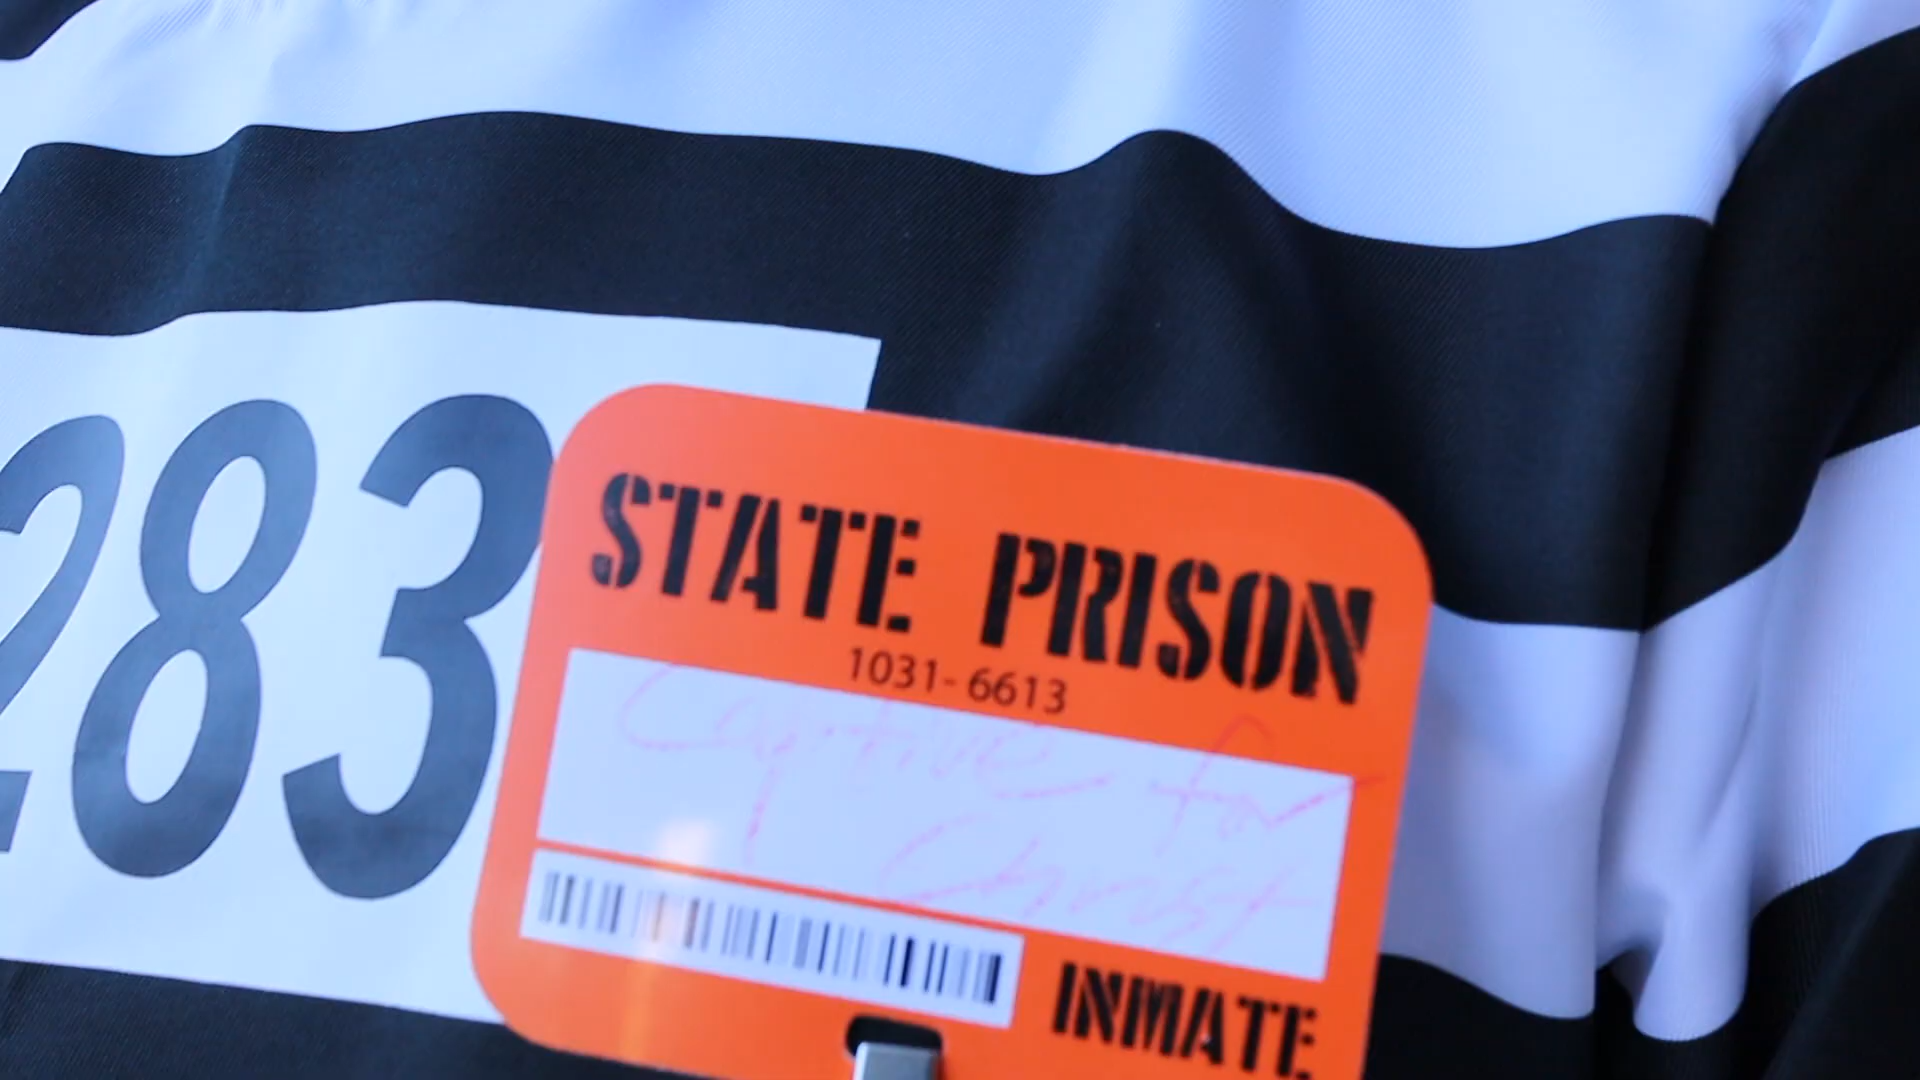 283
STATE PRISON
1031-6613
Captive for
Christ
INMATE